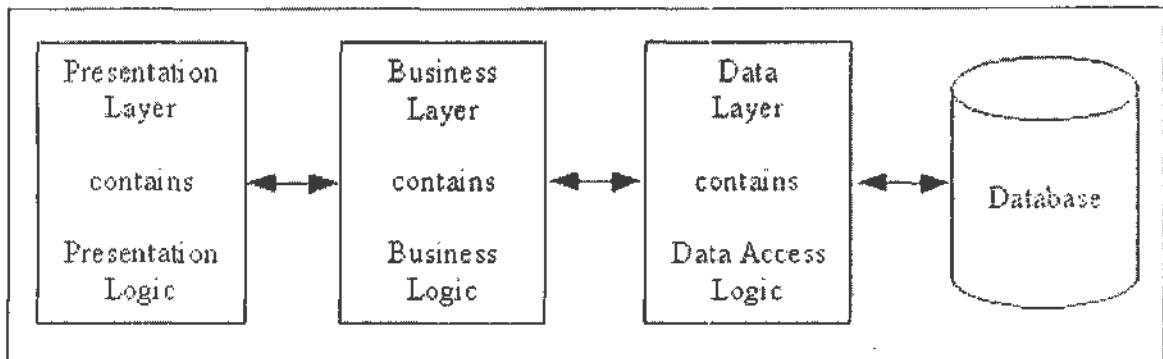 Presentation
Layer
contains
Presentation
Logic
Business
Layer
contains
Business
Logic
Data
Layer
contains
Data Access
Logic
Database